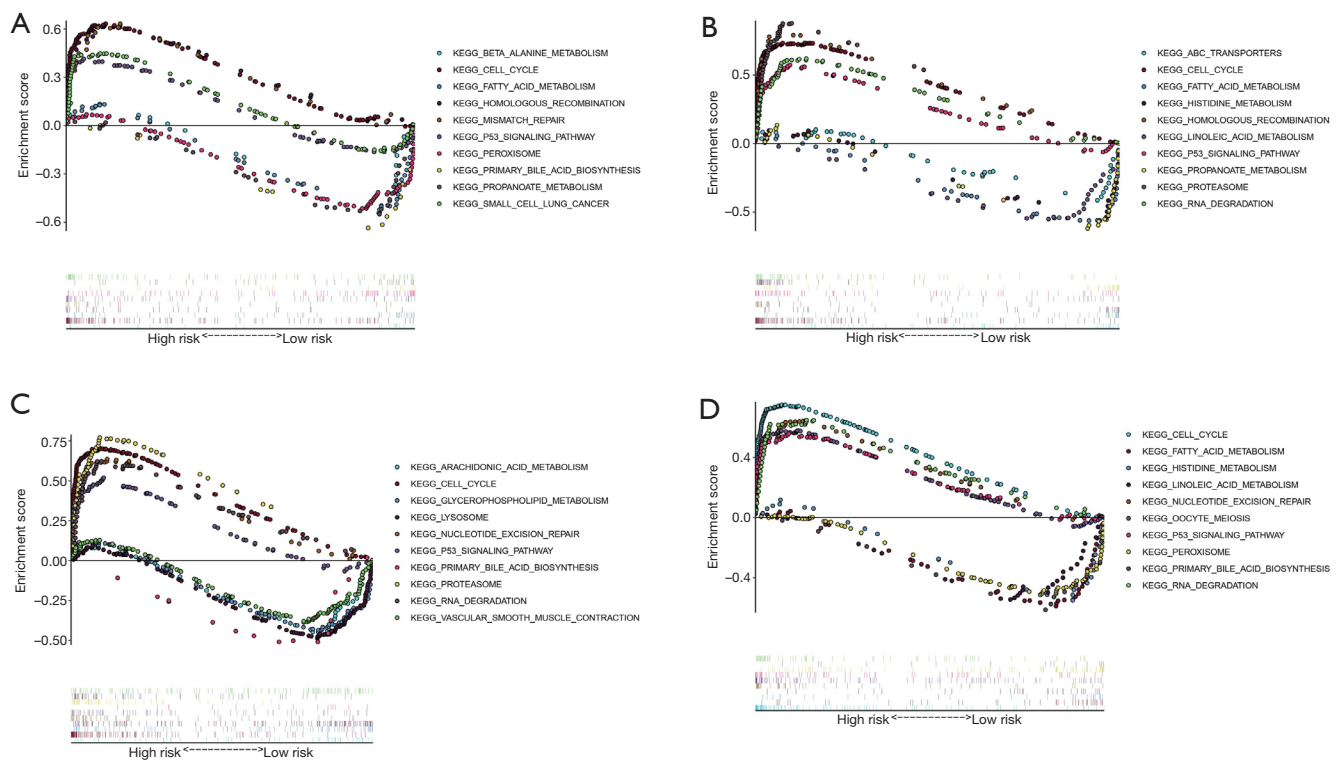 A
Enrichment score
0.6
0.3
0.0
−0.3
−0.6
KEGG_BETA_ALANINE_METABOLISM
KEGG_CELL_CYCLE
KEGG_FATTY_ACID_METABOLISM
KEGG_HOMOLOGOUS_RECOMBINATION
KEGG_MISMATCH_REPAIR
KEGG_P53_SIGNALING_PATHWAY
KEGG_PEROXISOME
KEGG_PRIMARY_BILE_ACID_BIOSYNTHESIS
KEGG_PROPANOATE_METABOLISM
KEGG_SMALL_CELL_LUNG_CANCER
High risk <-----------> Low risk
B
Enrichment score
0.5
0.0
−0.5
KEGG_ABC_TRANSPORTERS
KEGG_CELL_CYCLE
KEGG_FATTY_ACID_METABOLISM
KEGG_HISTIDINE_METABOLISM
KEGG_HOMOLOGOUS_RECOMBINATION
KEGG_LINOLEIC_ACID_METABOLISM
KEGG_P53_SIGNALING_PATHWAY
KEGG_PROPANOATE_METABOLISM
KEGG_PROTEASOME
KEGG_RNA_DEGRADATION
High risk <-----------> Low risk
C
Enrichment score
0.75
0.50
0.25
0.00
−0.25
−0.50
KEGG_ARACHIDONIC_ACID_METABOLISM
KEGG_CELL_CYCLE
KEGG_GLYCEROPHOSPHOLIPID_METABOLISM
KEGG_LYSOSOME
KEGG_NUCLEOTIDE_EXCISION_REPAIR
KEGG_P53_SIGNALING_PATHWAY
KEGG_PRIMARY_BILE_ACID_BIOSYNTHESIS
KEGG_PROTEASOME
KEGG_RNA_DEGRADATION
KEGG_VASCULAR_SMOOTH_MUSCLE_CONTRACTION
High risk <-----------> Low risk
D
Enrichment score
0.4
0.0
−0.4
KEGG_CELL_CYCLE
KEGG_FATTY_ACID_METABOLISM
KEGG_HISTIDINE_METABOLISM
KEGG_LINOLEIC_ACID_METABOLISM
KEGG_NUCLEOTIDE_EXCISION_REPAIR
KEGG_OOCYTE_MEIOSIS
KEGG_P53_SIGNALING_PATHWAY
KEGG_PEROXISOME
KEGG_PRIMARY_BILE_ACID_BIOSYNTHESIS
KEGG_RNA_DEGRADATION
High risk <-----------> Low risk